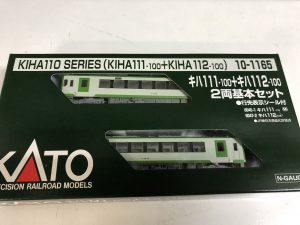 KIHA110 SERIES (KIHA111-100+KIHA112-100) 10-1165
キハ111-100+キハ112-100
2両基本セット
●行先表示シール付
KATO
PRECISION RAILROAD MODELS
N-GAUGE